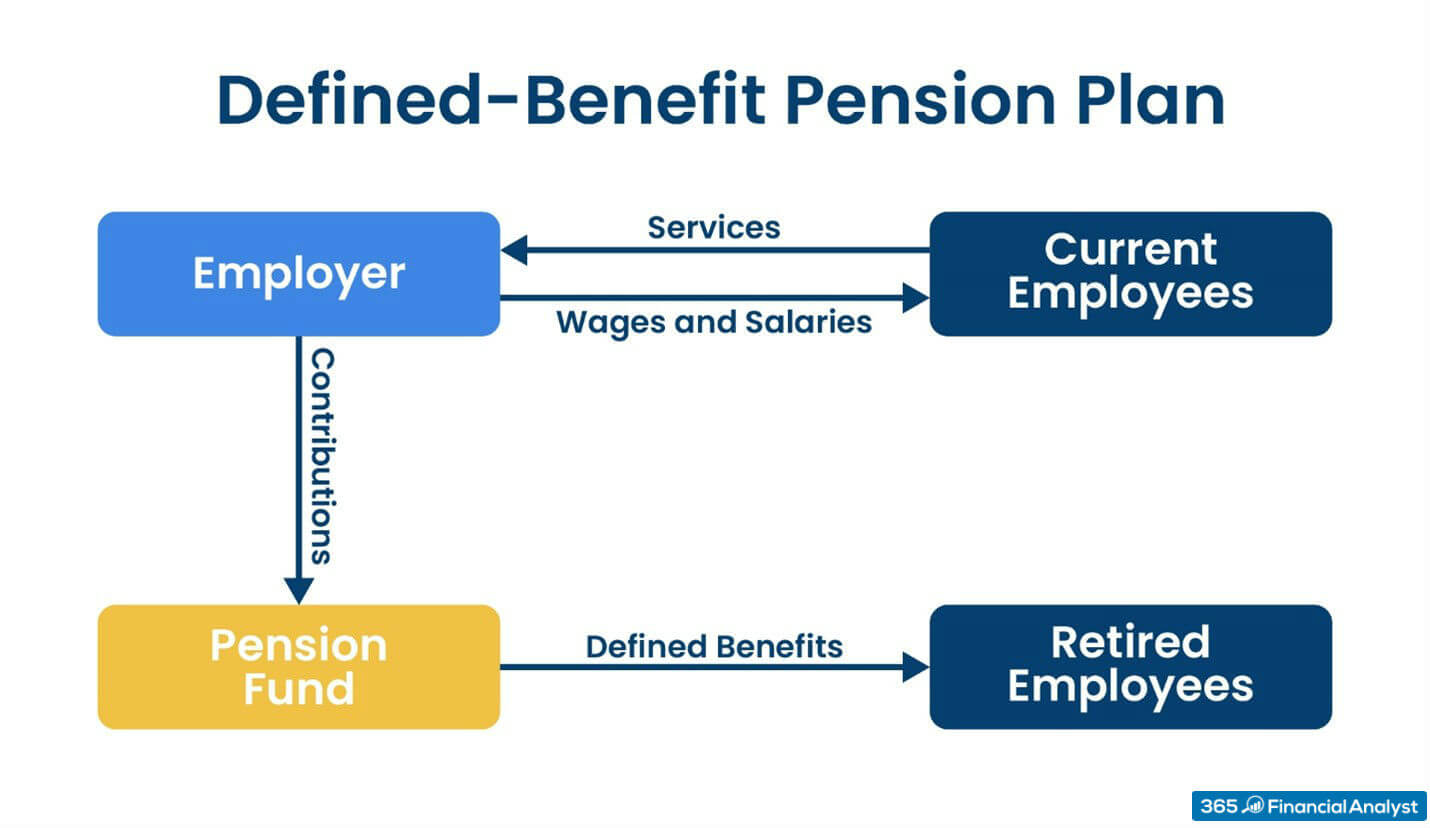 Defined-Benefit Pension Plan
Services
Employer
Current
Employees
Wages and Salaries
Contributions
Pension
Fund
Defined Benefits
Retired
Employees
365 Financial Analyst